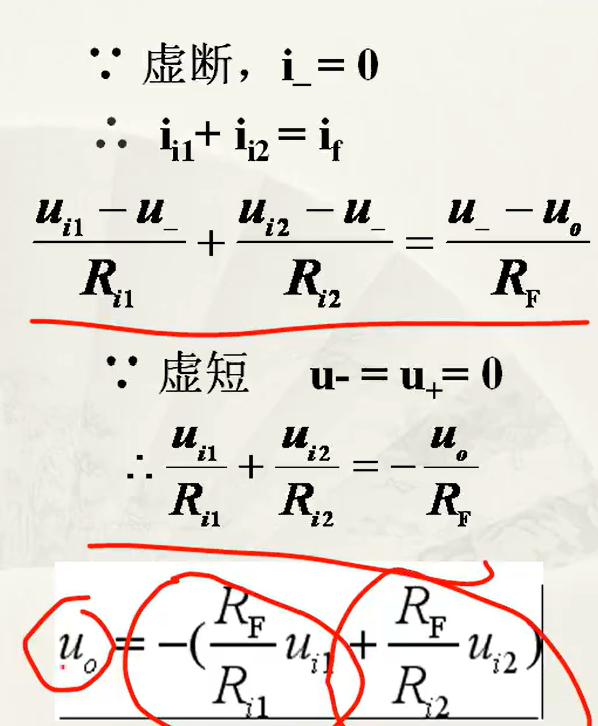 ∵ 虚断，i_ = 0
∴ i_{i1} + i_{i2} = i_f
\frac{u_{i1} - u_-}{R_{i1}} + \frac{u_{i2} - u_-}{R_{i2}} = \frac{u_- - u_o}{R_F}
∵ 虚短 u- = u_+ = 0
∴ \frac{u_{i1}}{R_{i1}} + \frac{u_{i2}}{R_{i2}} = -\frac{u_o}{R_F}
u_o = -(\frac{R_F}{R_{i1}} u_{i1} + \frac{R_F}{R_{i2}} u_{i2})